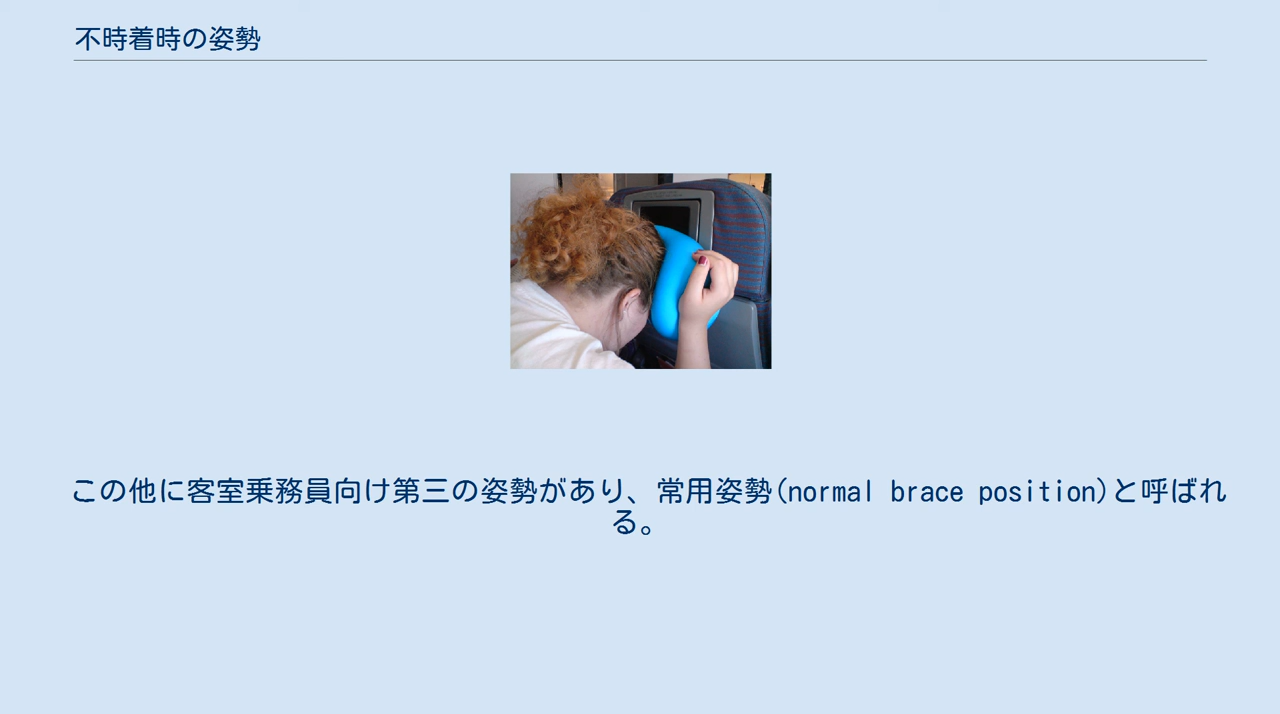 不時着時の姿勢
この他に客室乗務員向け第三の姿勢があり、常用姿勢(normal brace position)と呼ばれ
る。